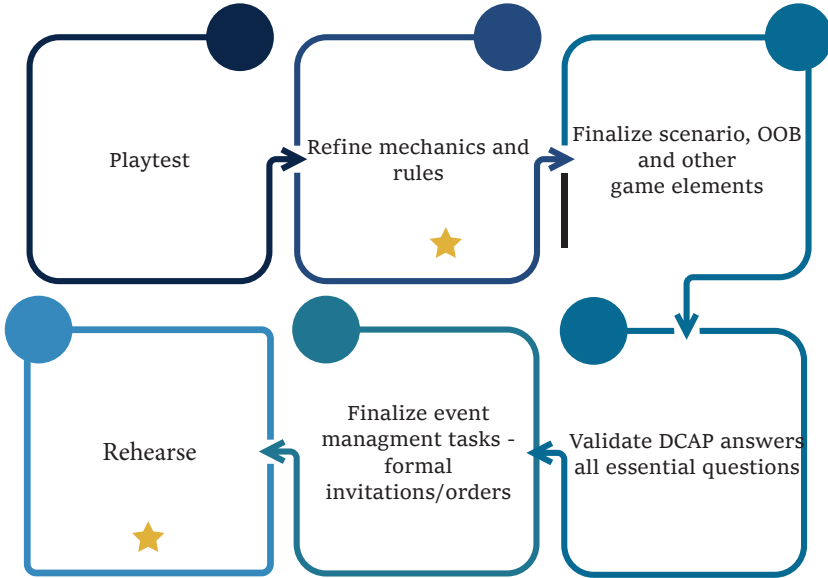 Playtest
Refine mechanics and
rules
Finalize scenario, OOB
and other
game elements
Validate DCAP answers
all essential questions
Finalize event
managment tasks -
formal
invitations/orders
Rehearse